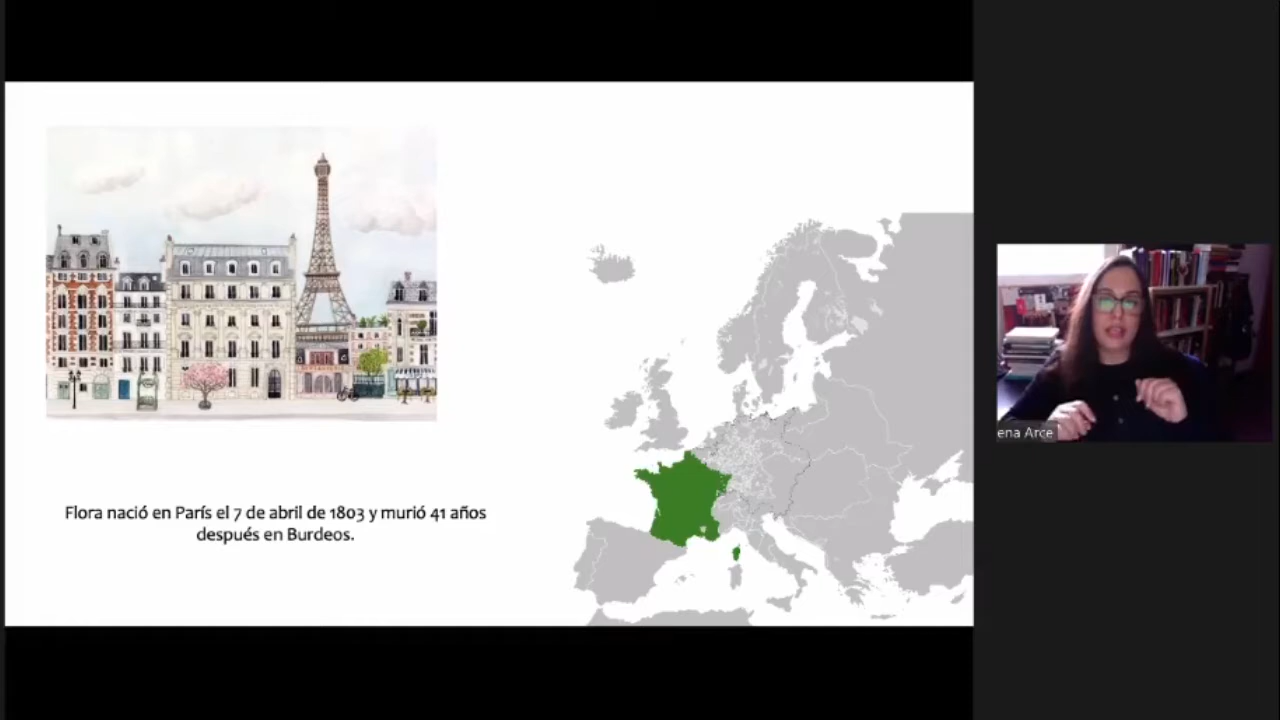 Flora nació en París el 7 de abril de 1803 y murió 41 años
después en Burdeos.
ena Arce